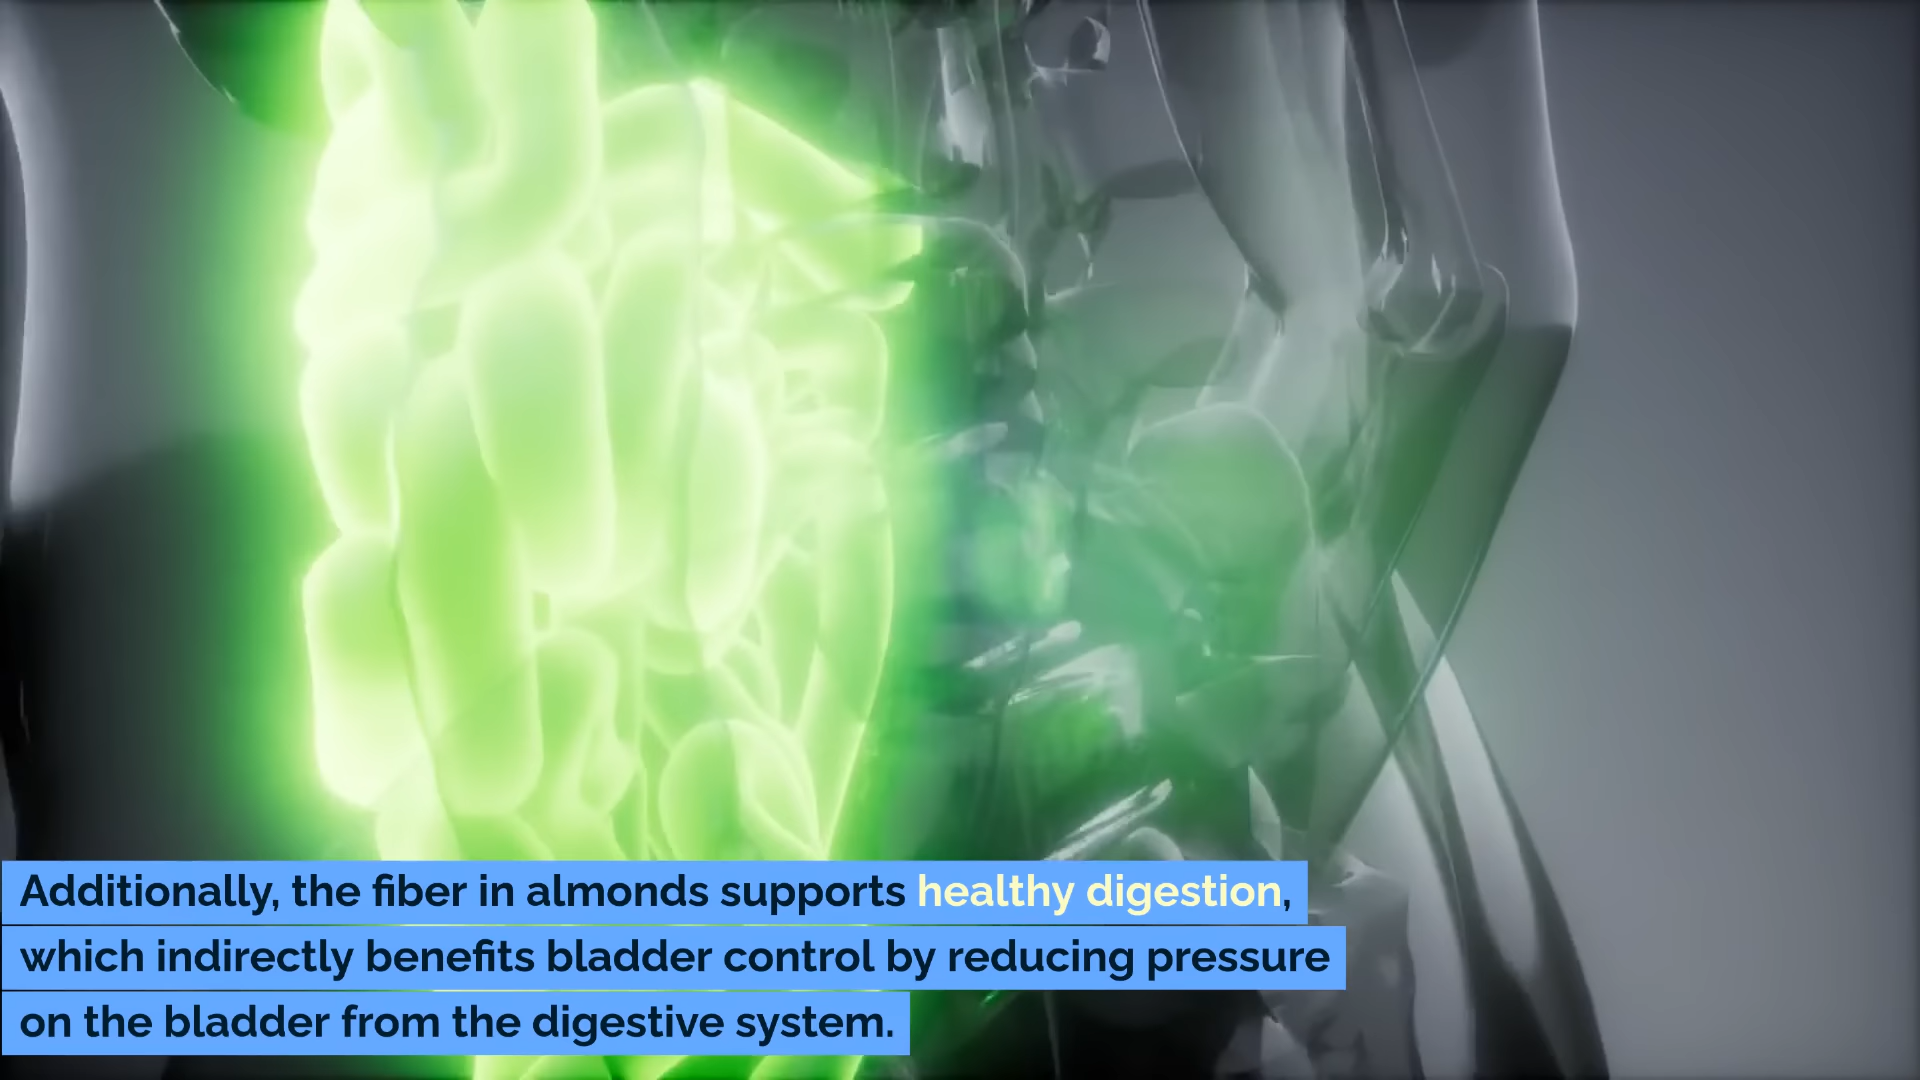 Additionally, the fiber in almonds supports healthy digestion,
which indirectly benefits bladder control by reducing pressure
on the bladder from the digestive system.